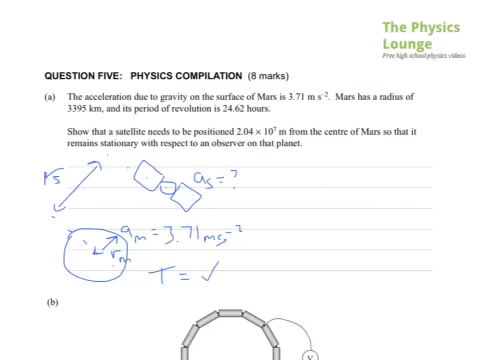 The Physics
Lounge
Free high school physics videos
QUESTION FIVE: PHYSICS COMPILATION (8 marks)
(a) The acceleration due to gravity on the surface of Mars is 3.71 m s⁻². Mars has a radius of
3395 km, and its period of revolution is 24.62 hours.
Show that a satellite needs to be positioned 2.04 × 10⁷ m from the centre of Mars so that it
remains stationary with respect to an observer on that planet.
rs
as = ?
am = 3.71 ms⁻²
rm
T = ✓
(b)
V